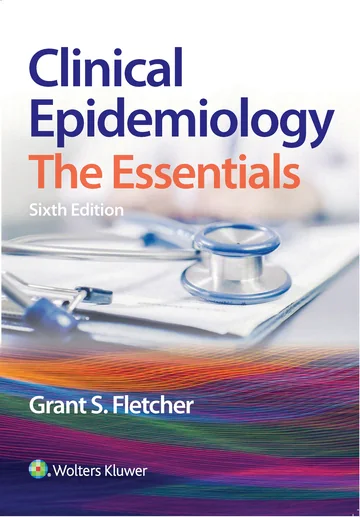 Clinical
Epidemiology
The Essentials
Sixth Edition
Grant S. Fletcher
Wolters Kluwer